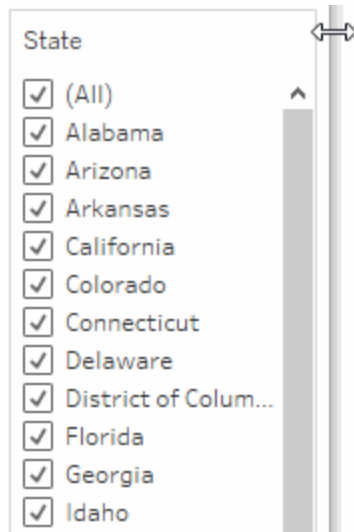 State
(All)
Alabama
Arizona
Arkansas
California
Colorado
Connecticut
Delaware
District of Colum...
Florida
Georgia
Idaho